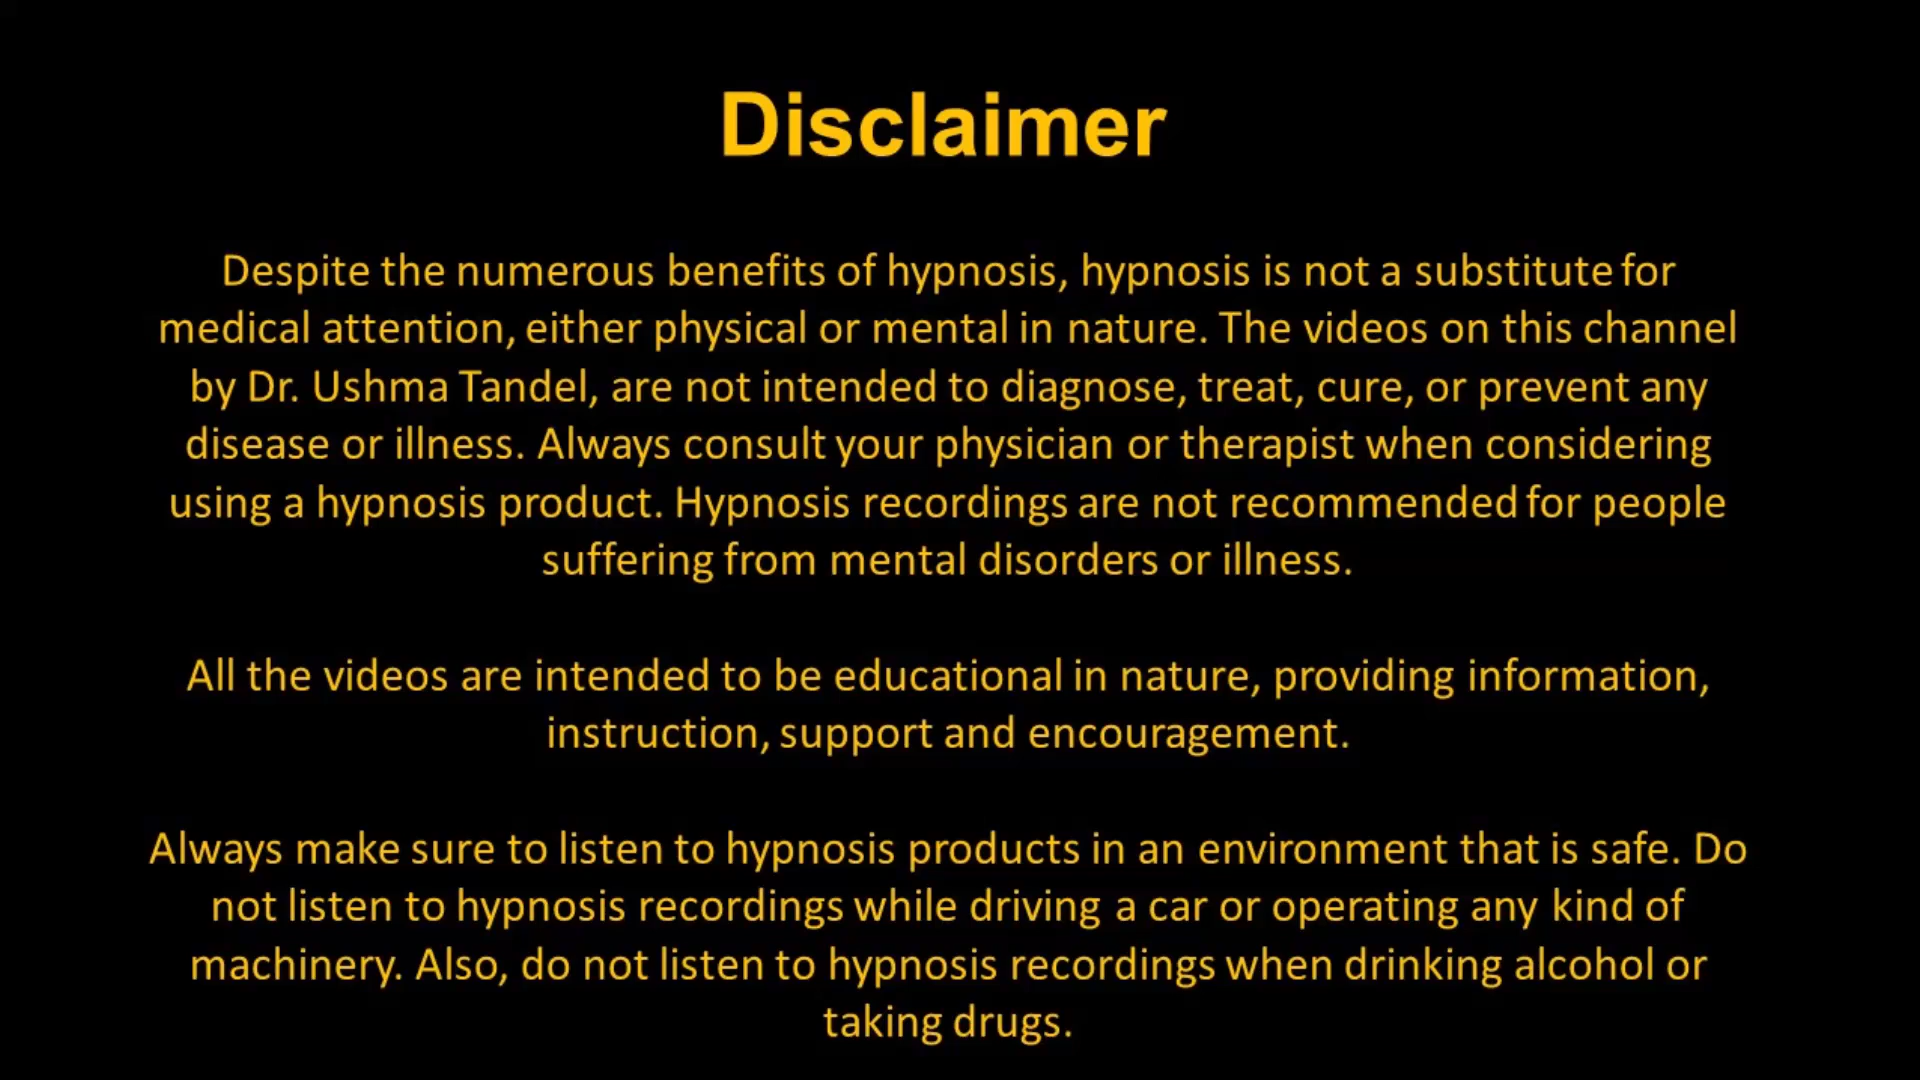 Disclaimer
Despite the numerous benefits of hypnosis, hypnosis is not a substitute for
medical attention, either physical or mental in nature. The videos on this channel
by Dr. Ushma Tandel, are not intended to diagnose, treat, cure, or prevent any
disease or illness. Always consult your physician or therapist when considering
using a hypnosis product. Hypnosis recordings are not recommended for people
suffering from mental disorders or illness.
All the videos are intended to be educational in nature, providing information,
instruction, support and encouragement.
Always make sure to listen to hypnosis products in an environment that is safe. Do
not listen to hypnosis recordings while driving a car or operating any kind of
machinery. Also, do not listen to hypnosis recordings when drinking alcohol or
taking drugs.